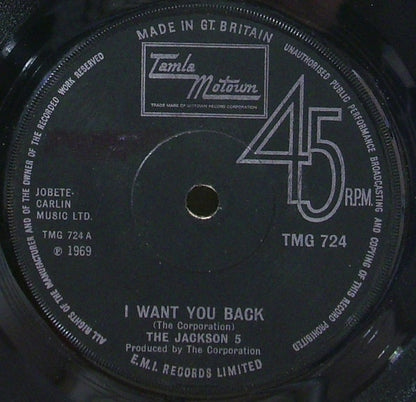 MADE IN GT. BRITAIN
UNAUTHORISED PUBLIC PERFORMANCE BROADCASTING AND COPYING OF THIS RECORD PROHIBITED
ALL RIGHTS OF THE MANUFACTURER AND OF THE OWNER OF THE RECORDED WORK RESERVED
Tamla
Motown
TRADE MARK OF MOTOWN RECORD CORPORATION
45
R.P.M.
JOBETE-
CARLIN
MUSIC LTD.
TMG 724
TMG 724 A
℗ 1969
I WANT YOU BACK
(The Corporation)
THE JACKSON 5
Produced by The Corporation
E.M.I. RECORDS LIMITED